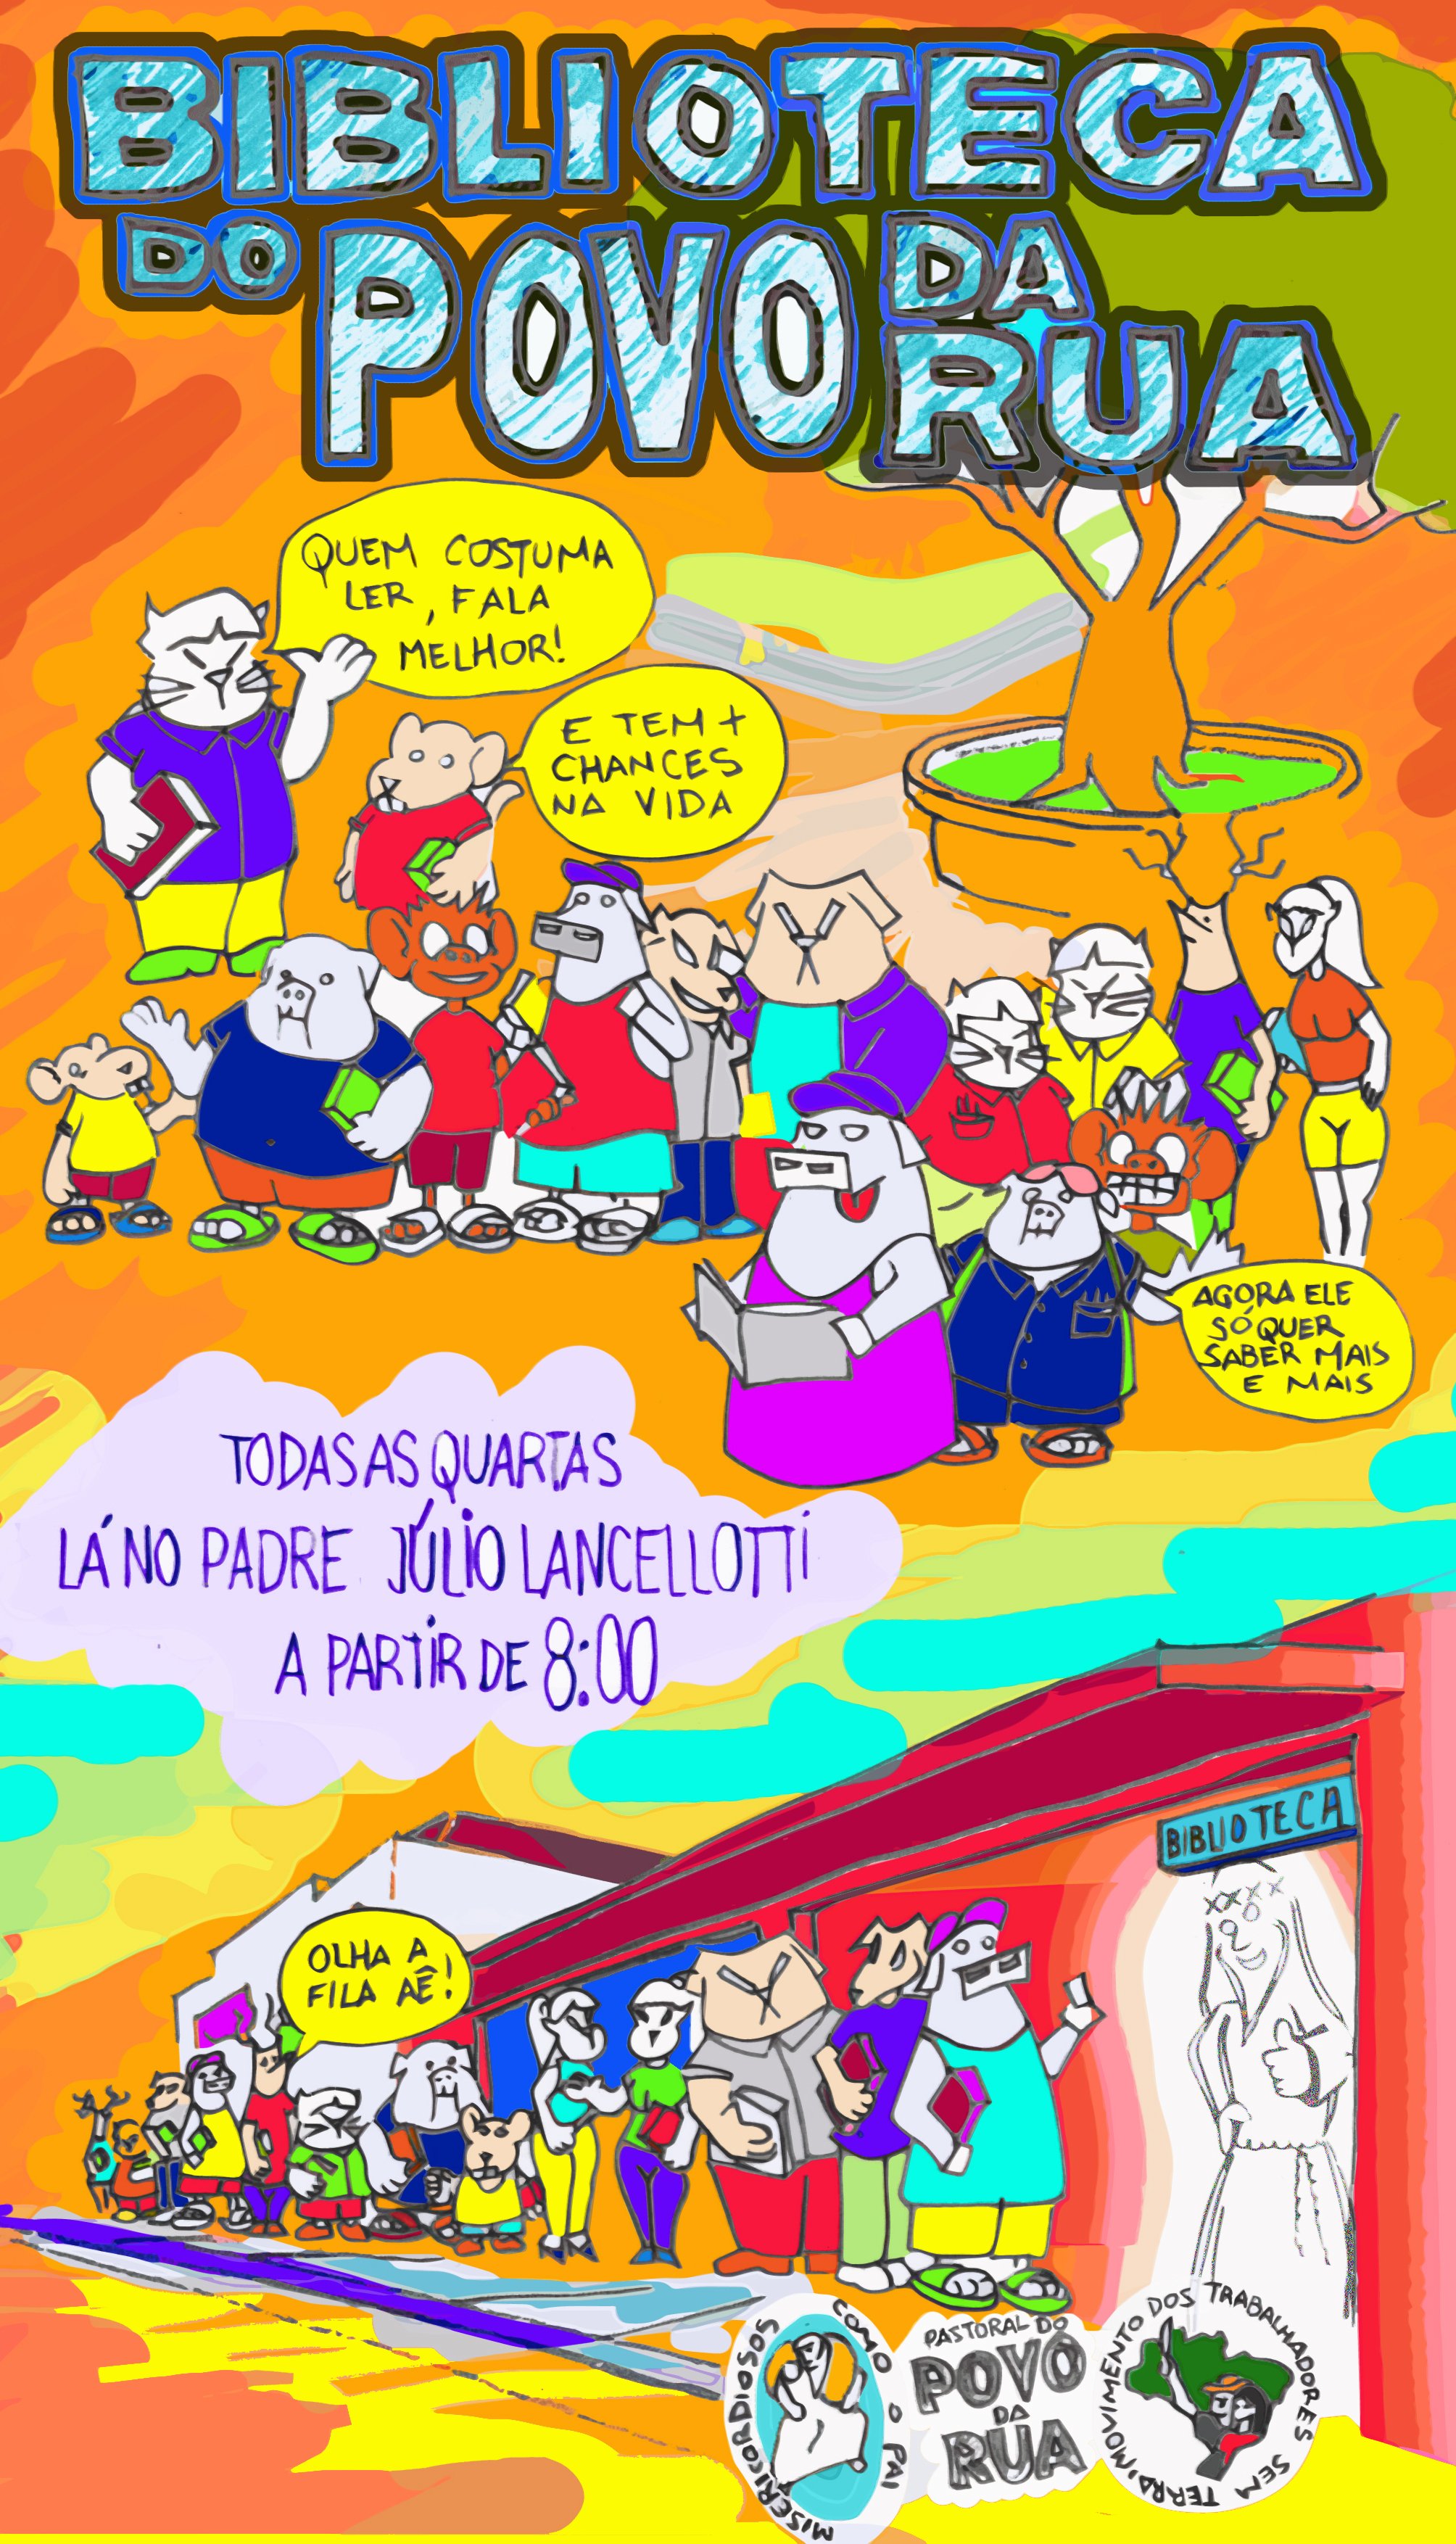 BIBLIOTECA
DO POVO DA
RUA
QUEM COSTUMA
LER, FALA
MELHOR!
E TEM +
CHANCES
NA VIDA
AGORA ELE
SÓ QUER
SABER MAIS
E MAIS
TODAS AS QUARTAS
LÁ NO PADRE JÚLIO LANCELLOTTI
A PARTIR DE 8:00
BIBLIOTECA
OLHA A
FILA AÊ!
MISERICORDIOSOS COMO O PAI
PASTORAL DO
POVO
DA
RUA
MOVIMENTO DOS TRABALHADORES SEM TERRA